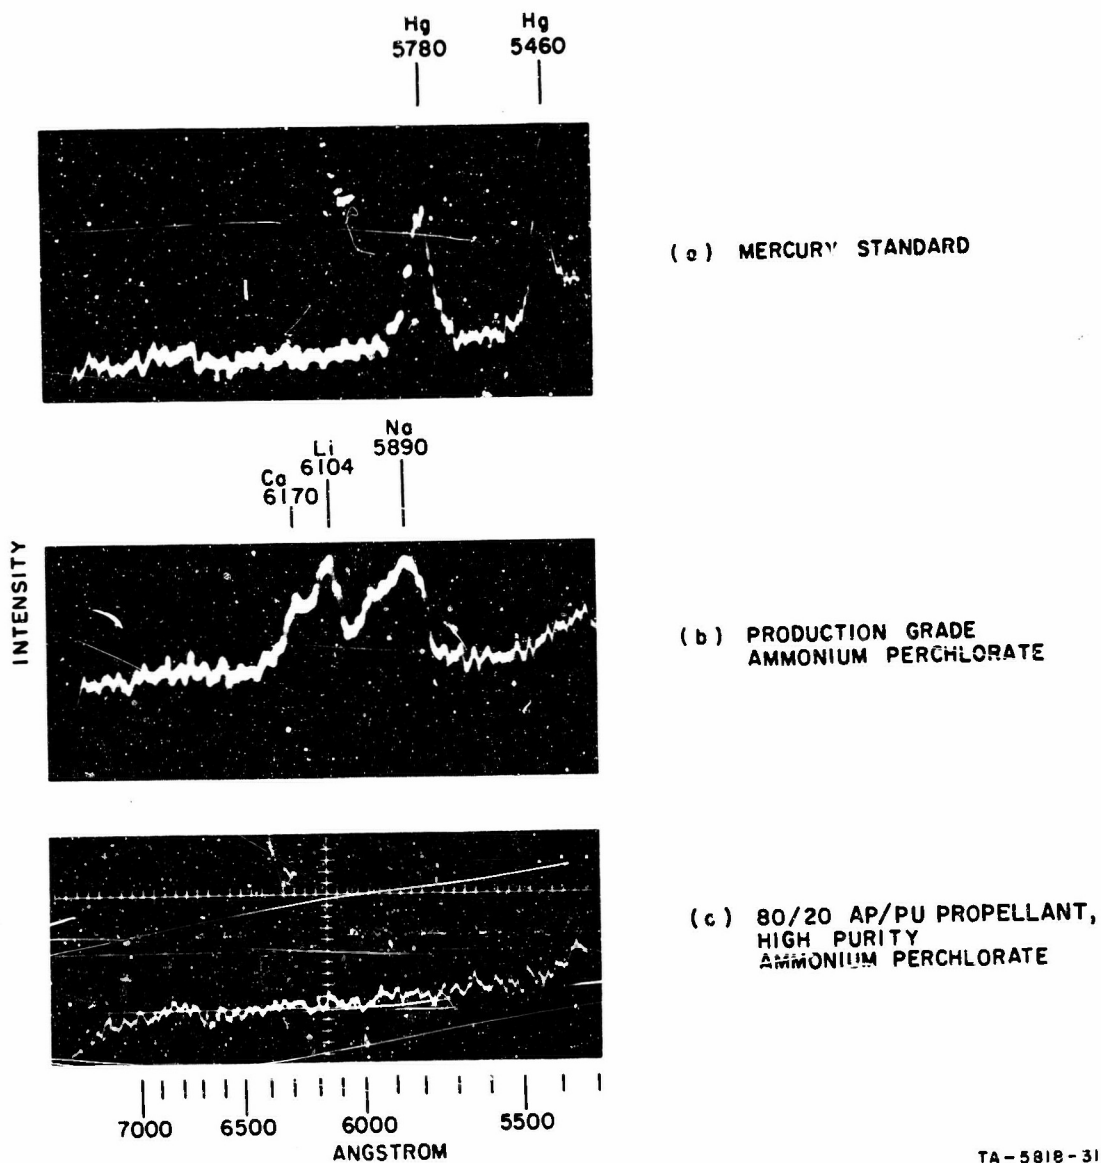 Hg
5780
Hg
5460
(a) MERCURY STANDARD
Ca
6170
Li
6104
Na
5890
INTENSITY
(b) PRODUCTION GRADE
AMMONIUM PERCHLORATE
(c) 80/20 AP/PU PROPELLANT,
HIGH PURITY
AMMONIUM PERCHLORATE
7000
6500
6000
5500
ANGSTROM
TA-5818-31